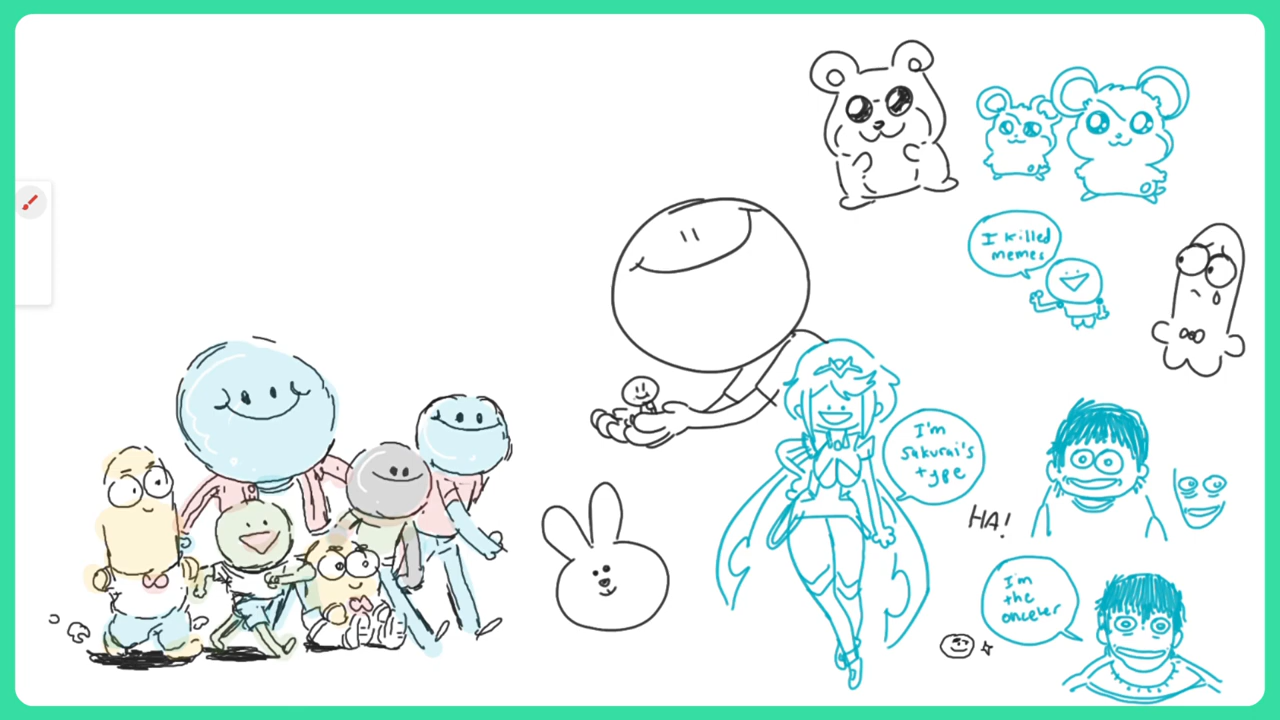 I killed
memes
I'm
sakurai's
type
HA!
I'm
the
onceler